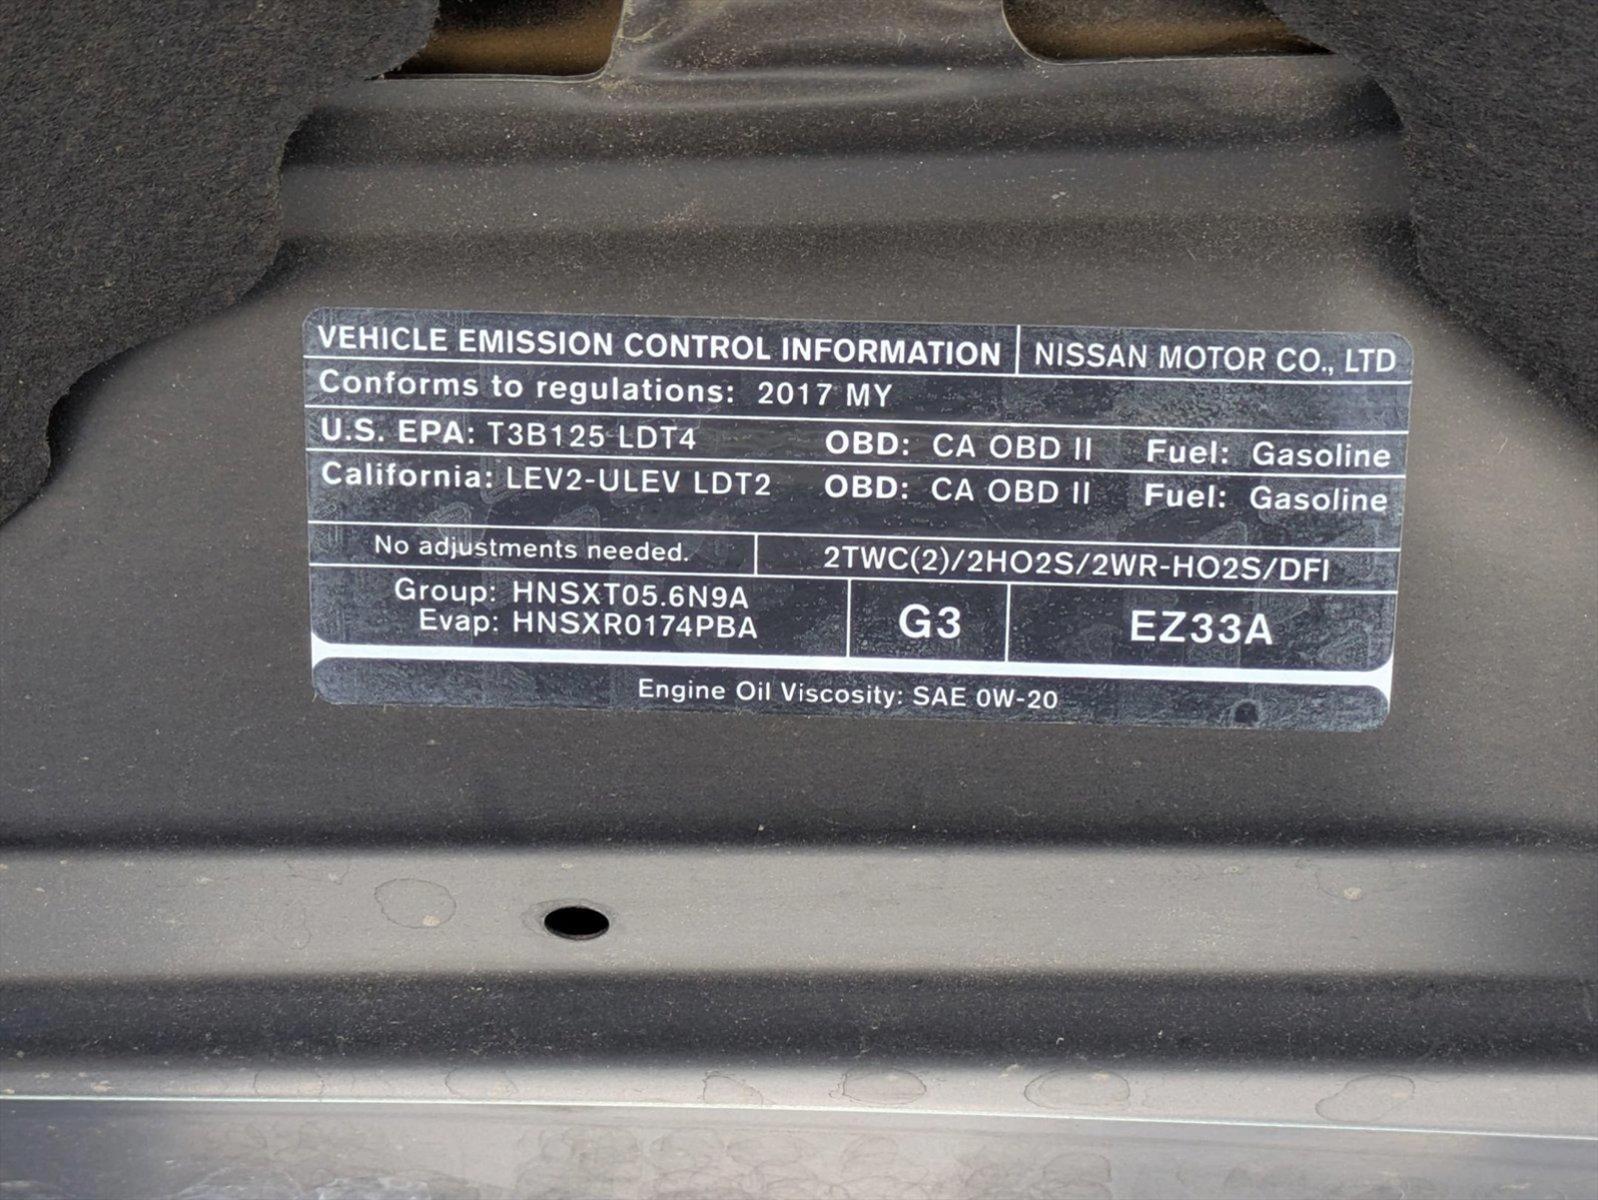 VEHICLE EMISSION CONTROL INFORMATION NISSAN MOTOR CO., LTD
Conforms to regulations: 2017 MY
U.S. EPA: T3B125 LDT4 OBD: CA OBD II Fuel: Gasoline
California: LEV2-ULEV LDT2 OBD: CA OBD II Fuel: Gasoline
No adjustments needed. 2TWC(2)/2HO2S/2WR-HO2S/DFI
Group: HNSXT05.6N9A
Evap: HNSXR0174PBA
G3 EZ33A
Engine Oil Viscosity: SAE 0W-20